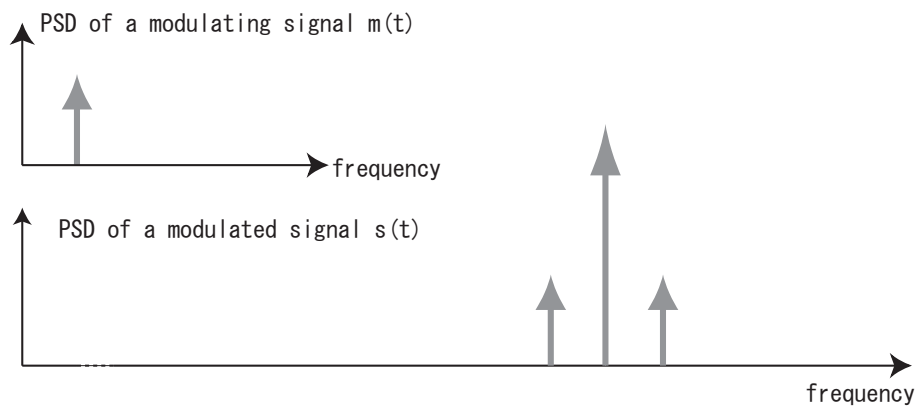 PSD of a modulating signal m(t)
frequency
PSD of a modulated signal s(t)
frequency